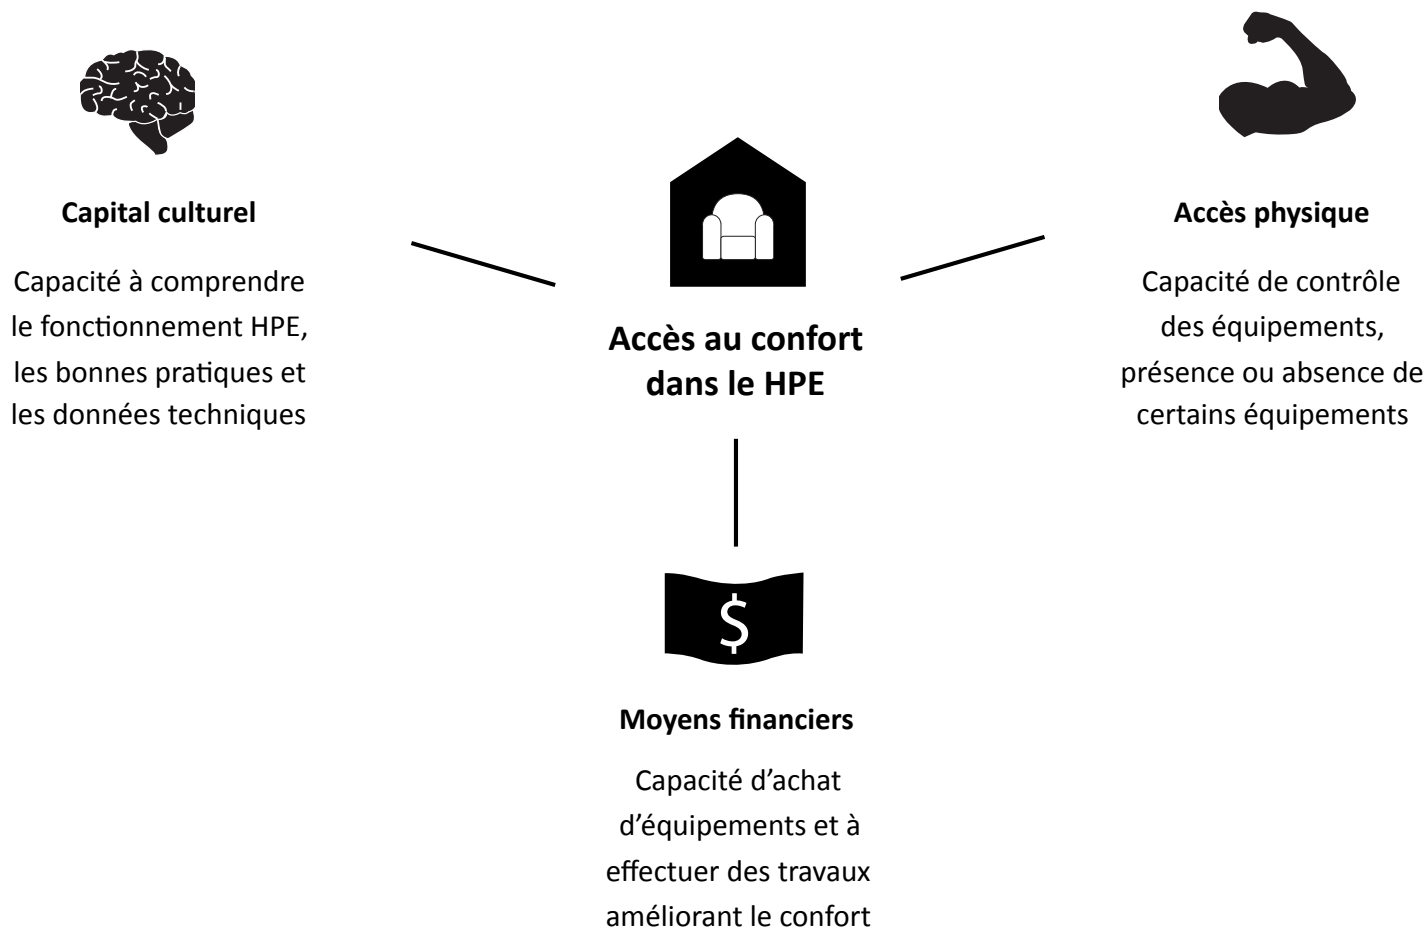 Capital culturel
Capacité à comprendre
le fonctionnement HPE,
les bonnes pratiques et
les données techniques
Accès au confort
dans le HPE
Accès physique
Capacité de contrôle
des équipements,
présence ou absence de
certains équipements
$
Moyens financiers
Capacité d’achat
d’équipements et à
effectuer des travaux
améliorant le confort